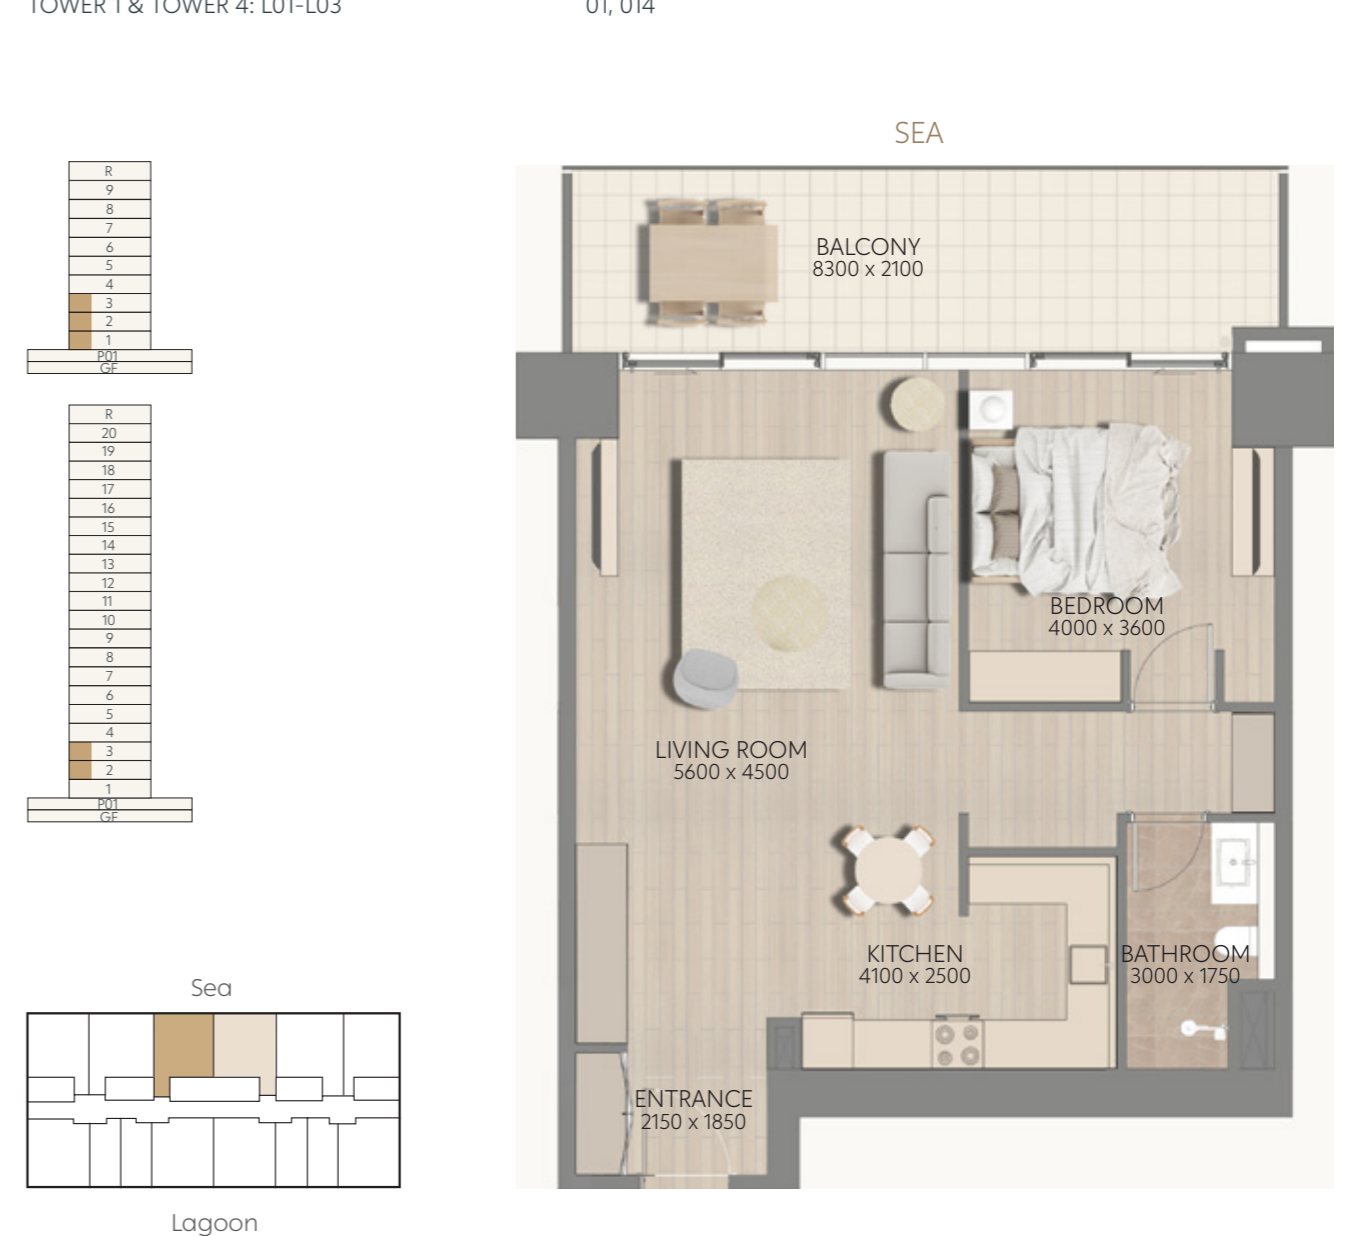 TOWER 1 & TOWER 4: L01-L03
01, 014
SEA
R
9
8
7
6
5
4
3
2
1
P01
GF
R
20
19
18
17
16
15
14
13
12
11
10
9
8
7
6
5
4
3
2
1
P01
GF
Sea
Lagoon
BALCONY
8300 x 2100
BEDROOM
4000 x 3600
LIVING ROOM
5600 x 4500
KITCHEN
4100 x 2500
BATHROOM
3000 x 1750
ENTRANCE
2150 x 1850